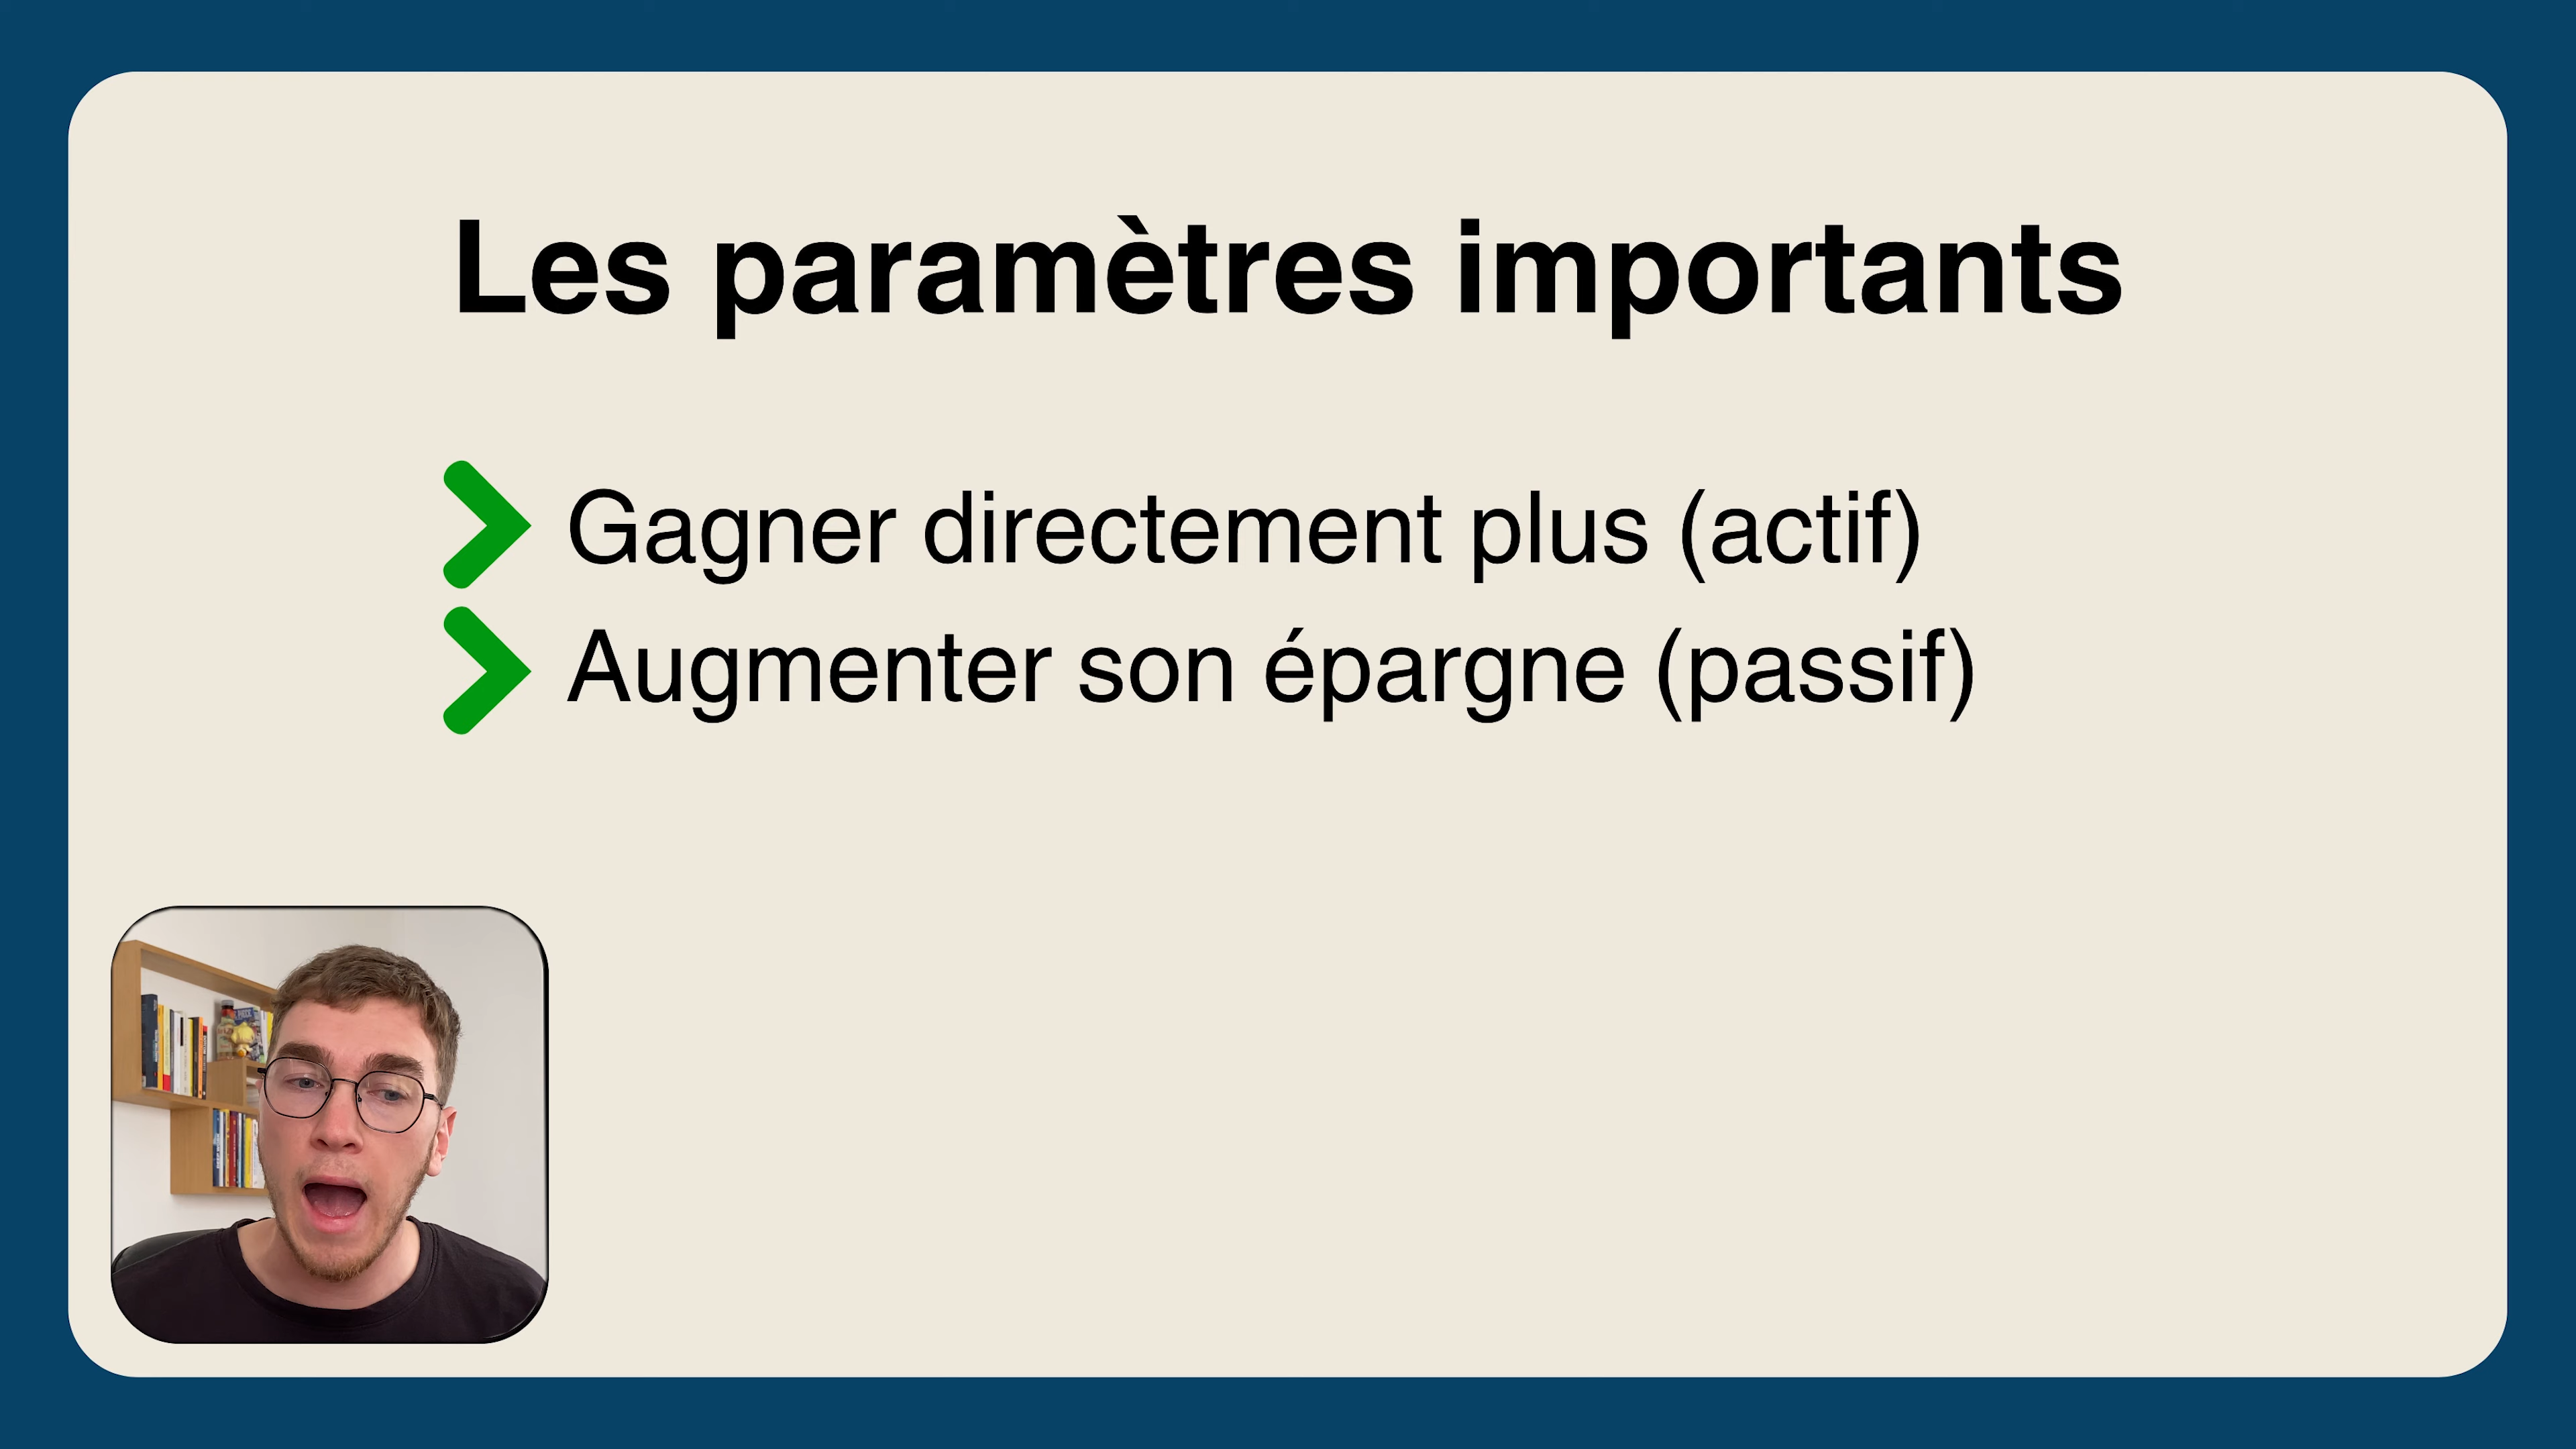 Les paramètres importants
Gagner directement plus (actif)
Augmenter son épargne (passif)